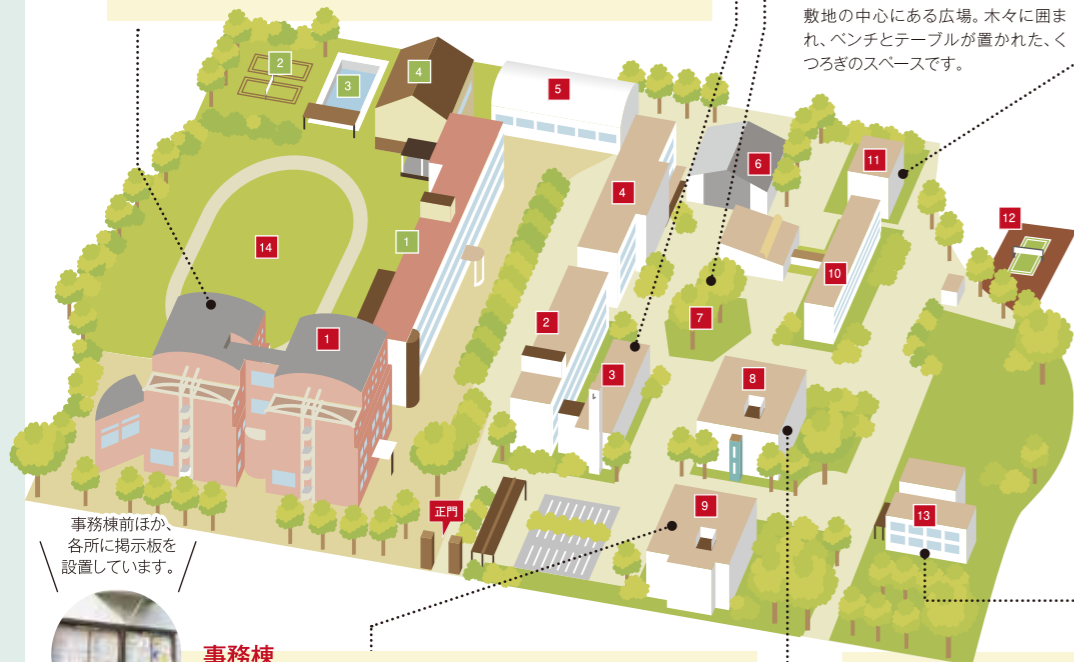 敷地の中心にある広場。木々に囲ま
れ、ベンチとテーブルが置かれた、く
つろぎのスペースです。
2
3
4
5
6
11
4
12
1
14
10
7
2
1
3
8
9
正門
13
事務棟前ほか、
各所に掲示板を
設置しています。
事務棟